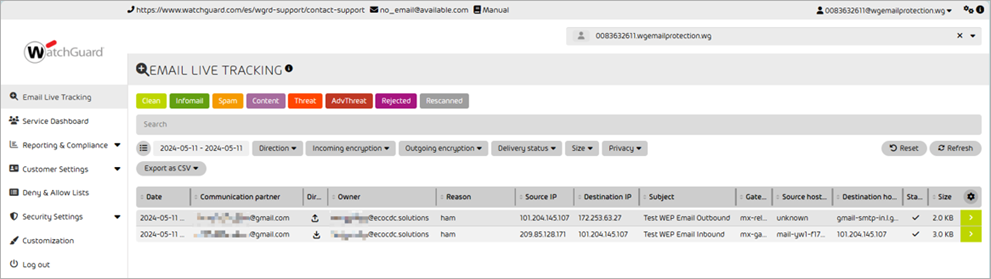 https://www.watchguard.com/es/wgrd-support/contact-support no_email@available.com Manual
0083632611@wgemailprotection.wg
WatchGuard
0083632611.wgemailprotection.wg
EMAIL LIVE TRACKING
Clean Infomail Spam Content Threat AdvThreat Rejected Rescanned
Search
2024-05-11 - 2024-05-11 Direction Incoming encryption Outgoing encryption Delivery status Size Privacy Reset Refresh
Export as CSV
Date Communication partner Dir... Owner Reason Source IP Destination IP Subject Gate... Source host... Destination ho... Sta... Size
2024-05-11 ... @gmail.com @ecocdc.solutions ham 101.204.145.107 172.253.63.27 Test WEP Email Outbound mx-rel... unknown gmail-smtp-in.l.g... 2.0 KB
2024-05-11 ... @gmail.com @ecocdc.solutions ham 209.85.128.171 101.204.145.107 Test WEP Email Inbound mx-ga... mail-yw1-f17... 101.204.145.107 3.0 KB
Email Live Tracking
Service Dashboard
Reporting & Compliance
Customer Settings
Deny & Allow Lists
Security Settings
Customization
Log out